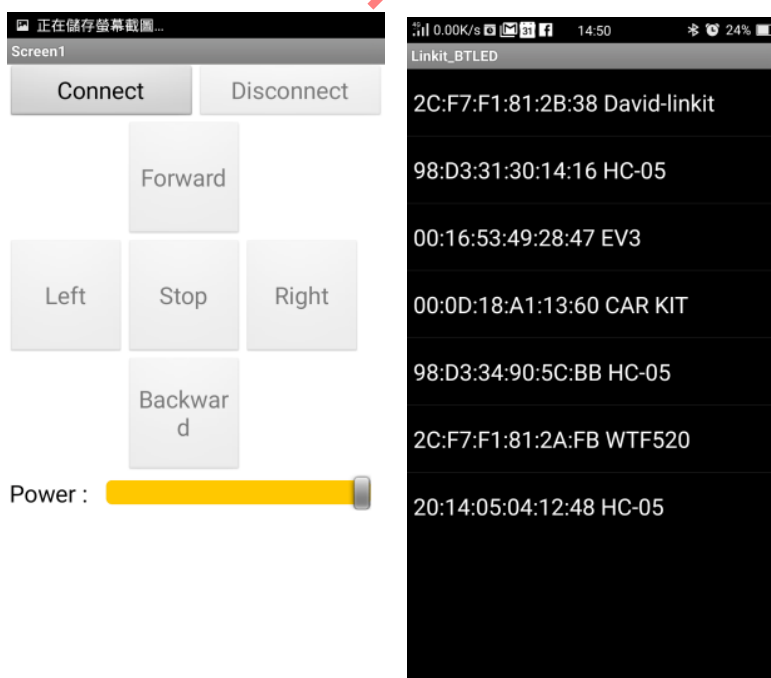 正在儲存螢幕截圖...
Screen1
Connect
Disconnect
Forward
Left
Stop
Right
Backwar
d
Power :
0.00K/s
31
14:50
24%
Linkit_BTLED
2C:F7:F1:81:2B:38 David-linkit
98:D3:31:30:14:16 HC-05
00:16:53:49:28:47 EV3
00:0D:18:A1:13:60 CAR KIT
98:D3:34:90:5C:BB HC-05
2C:F7:F1:81:2A:FB WTF520
20:14:05:04:12:48 HC-05